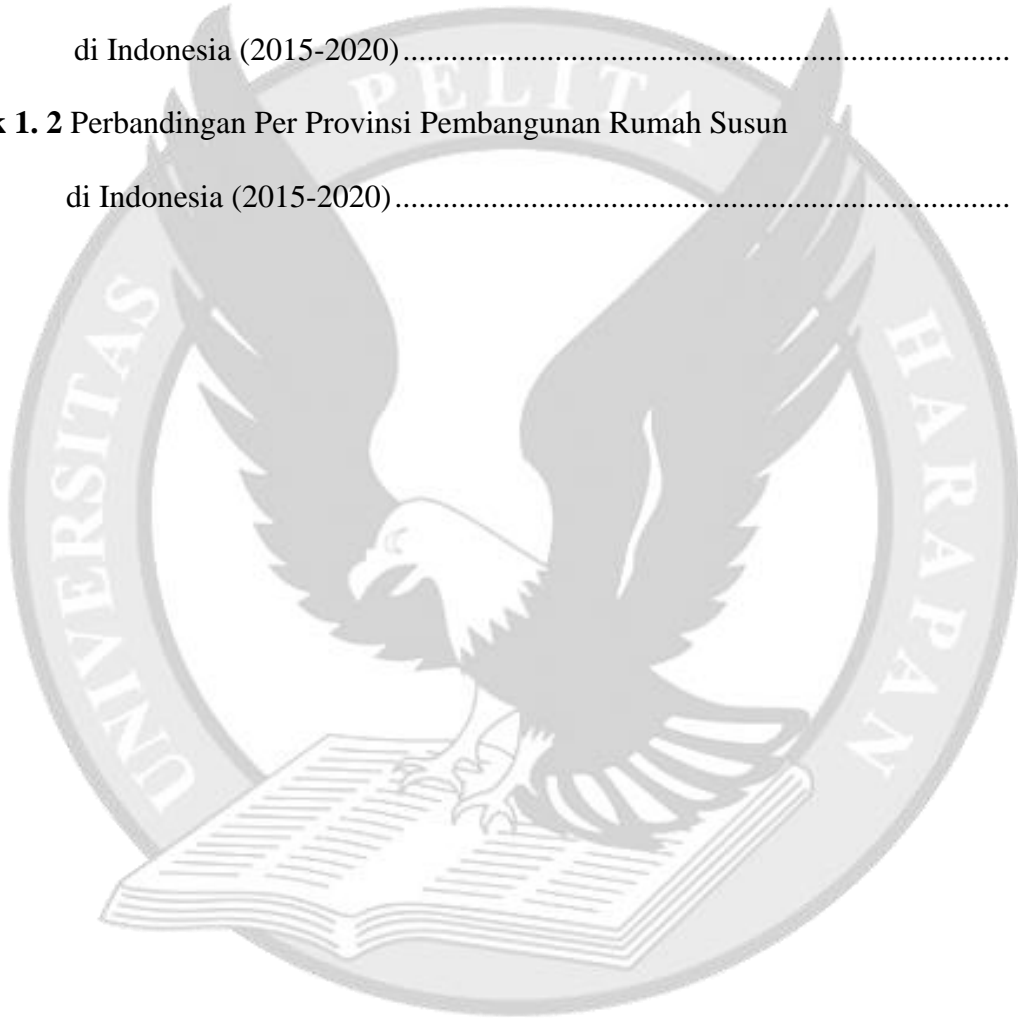 di Indonesia (2015-2020)......................................................................
k 1. 2 Perbandingan Per Provinsi Pembangunan Rumah Susun
di Indonesia (2015-2020)......................................................................
UNIVERSITAS PELITA HARAPAN